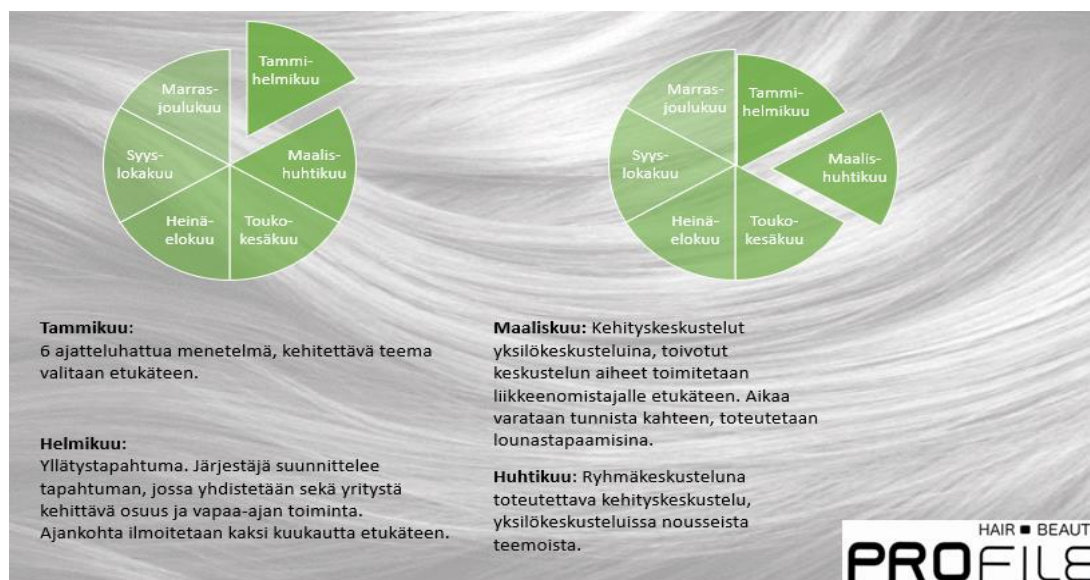 Tammi-
helmikuu
Maalis-
huhtikuu
Touko-
kesäkuu
Heinä-
elokuu
Syys-
lokakuu
Marras-
joulukuu
Tammi-
helmikuu
Maalis-
huhtikuu
Touko-
kesäkuu
Heinä-
elokuu
Syys-
lokakuu
Marras-
joulukuu
Tammikuu:
6 ajatteluhattua menetelmä, kehitettävä teema
valitaan etukäteen.
Helmikuu:
Yllätystapahtuma. Järjestäjä suunnittelee
tapahtuman, jossa yhdistetään sekä yritystä
kehittävä osuus ja vapaa-ajan toiminta.
Ajankohta ilmoitetaan kaksi kuukautta etukäteen.
Maaliskuu: Kehityskeskustelut
yksilökeskusteluina, toivotut
keskustelun aiheet toimitetaan
liikkeenomistajalle etukäteen. Aikaa
varataan tunnista kahteen, toteutetaan
lounastapaamisina.
Huhtikuu: Ryhmäkeskusteluna
toteutettava kehityskeskustelu,
yksilökeskusteluissa nousseista
teemoista.
HAIR ■ BEAUT
PROFILE